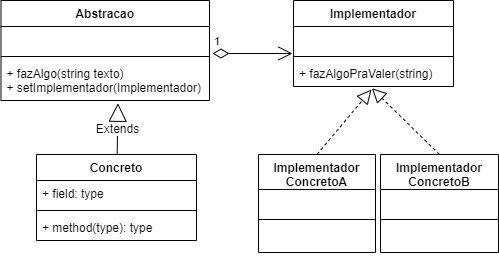 Abstracao
+ fazAlgo(string texto)
+ setImplementador(Implementador)
1
Implementador
+ fazAlgoPraValer(string)
Extends
Concreto
+ field: type
+ method(type): type
Implementador
ConcretoA
Implementador
ConcretoB